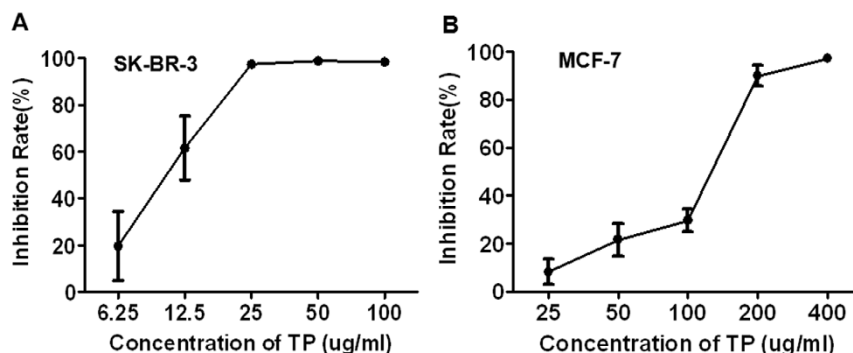 A
SK-BR-3
Inhibition Rate(%)
100
80
60
40
20
0
6.25 12.5 25 50 100
Concentration of TP (ug/ml)
B
MCF-7
Inhibition Rate(%)
100
80
60
40
20
0
25 50 100 200 400
Concentration of TP (ug/ml)